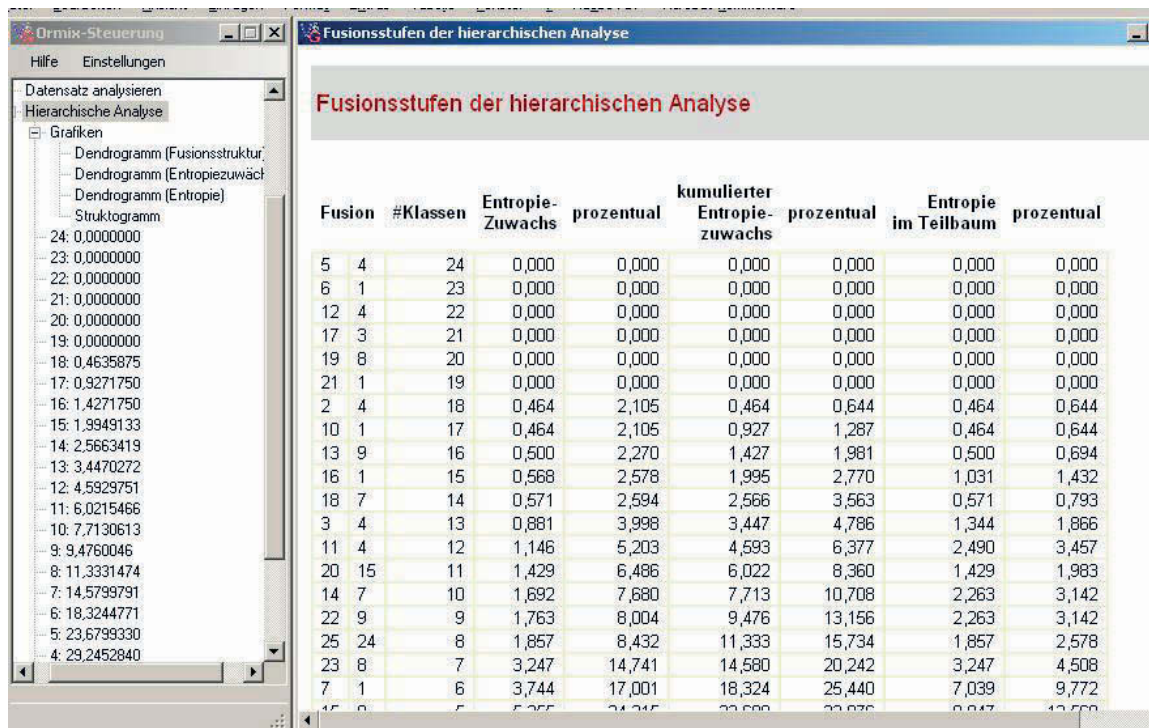 Ormix-Steuerung
Hilfe Einstellungen
Datensatz analysieren
Hierarchische Analyse
Grafiken
Dendrogramm (Fusionsstruktur)
Dendrogramm (Entropiezuwäch
Dendrogramm (Entropie)
Struktogramm
24: 0,0000000
23: 0,0000000
22: 0,0000000
21: 0,0000000
20: 0,0000000
19: 0,0000000
18: 0,4635875
17: 0,9271750
16: 1,4271750
15: 1,9949133
14: 2,5663419
13: 3,4470272
12: 4,5929751
11: 6,0215466
10: 7,7130613
9: 9,4760046
8: 11,3331474
7: 14,5799791
6: 18,3244771
5: 23,6799330
4: 29,2452840
Fusionsstufen der hierarchischen Analyse
Fusionsstufen der hierarchischen Analyse
Fusion #Klassen Entropie-Zuwachs prozentual kumulierter Entropie-zuwachs prozentual Entropie im Teilbaum prozentual
5 4 24 0,000 0,000 0,000 0,000 0,000 0,000
6 1 23 0,000 0,000 0,000 0,000 0,000 0,000
12 4 22 0,000 0,000 0,000 0,000 0,000 0,000
17 3 21 0,000 0,000 0,000 0,000 0,000 0,000
19 8 20 0,000 0,000 0,000 0,000 0,000 0,000
21 1 19 0,000 0,000 0,000 0,000 0,000 0,000
2 4 18 0,464 2,105 0,464 0,644 0,464 0,644
10 1 17 0,464 2,105 0,927 1,287 0,464 0,644
13 9 16 0,500 2,270 1,427 1,981 0,500 0,694
16 1 15 0,568 2,578 1,995 2,770 1,031 1,432
18 7 14 0,571 2,594 2,566 3,563 0,571 0,793
3 4 13 0,881 3,998 3,447 4,786 1,344 1,866
11 4 12 1,146 5,203 4,593 6,377 2,490 3,457
20 15 11 1,429 6,486 6,022 8,360 1,429 1,983
14 7 10 1,692 7,680 7,713 10,708 2,263 3,142
22 9 9 1,763 8,004 9,476 13,156 2,263 3,142
25 24 8 1,857 8,432 11,333 15,734 1,857 2,578
23 8 7 3,247 14,741 14,580 20,242 3,247 4,508
7 1 6 3,744 17,001 18,324 25,440 7,039 9,772